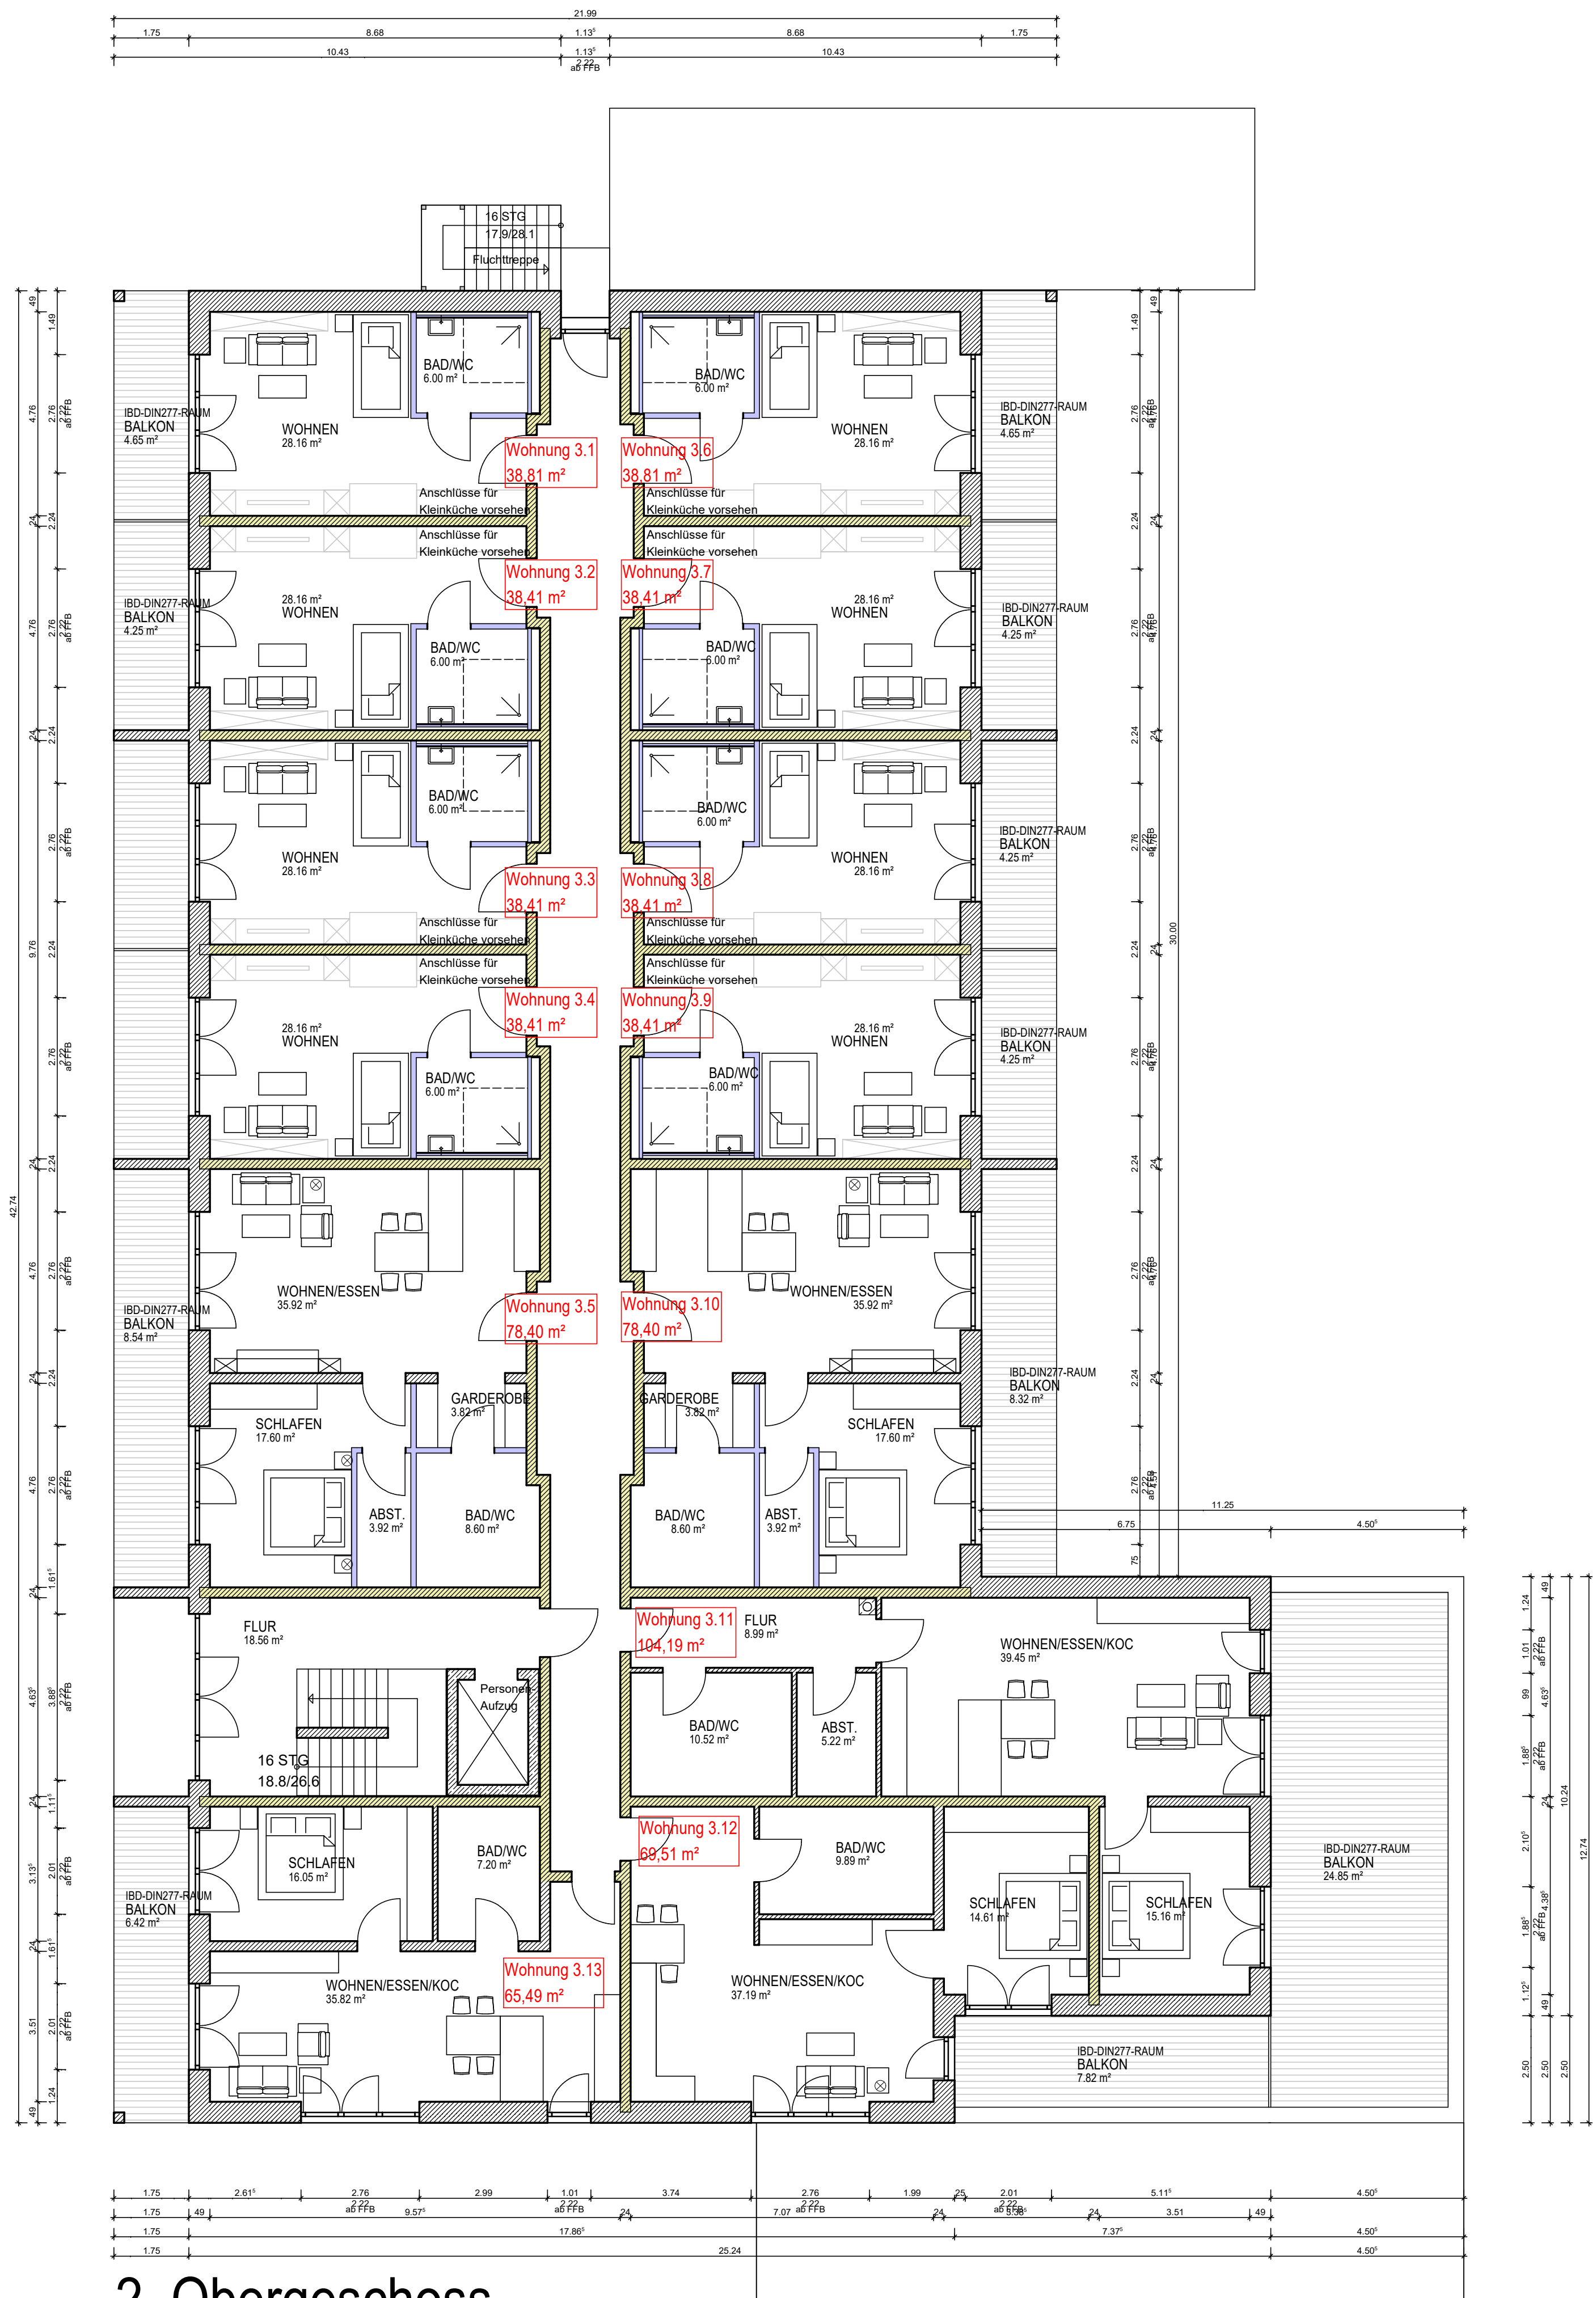 21.99
1.75
8.68
1.13⁵
8.68
1.75
10.43
1.13⁵
10.43
2.22
ab FFB
16 STG
17.9/28.1
Fluchttreppe
BAD/WC
6.00 m²
BAD/WC
6.00 m²
IBD-DIN277-RAUM
BALKON
4.65 m²
WOHNEN
28.16 m²
Wohnung 3.1
38,81 m²
Wohnung 3.6
38,81 m²
WOHNEN
28.16 m²
IBD-DIN277-RAUM
BALKON
4.65 m²
Anschlüsse für
Kleinküche vorsehen
Anschlüsse für
Kleinküche vorsehen
Anschlüsse für
Kleinküche vorsehen
Anschlüsse für
Kleinküche vorsehen
Wohnung 3.2
38,41 m²
Wohnung 3.7
38,41 m²
IBD-DIN277-RAUM
BALKON
4.25 m²
28.16 m²
WOHNEN
28.16 m²
WOHNEN
IBD-DIN277-RAUM
BALKON
4.25 m²
BAD/WC
6.00 m²
BAD/WC
6.00 m²
BAD/WC
6.00 m²
BAD/WC
6.00 m²
WOHNEN
28.16 m²
WOHNEN
28.16 m²
IBD-DIN277-RAUM
BALKON
4.25 m²
Wohnung 3.3
38,41 m²
Wohnung 3.8
38,41 m²
Anschlüsse für
Kleinküche vorsehen
Anschlüsse für
Kleinküche vorsehen
Anschlüsse für
Kleinküche vorsehen
Anschlüsse für
Kleinküche vorsehen
Wohnung 3.4
38,41 m²
Wohnung 3.9
38,41 m²
28.16 m²
WOHNEN
28.16 m²
WOHNEN
IBD-DIN277-RAUM
BALKON
4.25 m²
BAD/WC
6.00 m²
BAD/WC
6.00 m²
WOHNEN/ESSEN
35.92 m²
WOHNEN/ESSEN
35.92 m²
Wohnung 3.5
78,40 m²
Wohnung 3.10
78,40 m²
IBD-DIN277-RAUM
BALKON
8.54 m²
IBD-DIN277-RAUM
BALKON
8.32 m²
GARDEROBE
3.82 m²
GARDEROBE
3.82 m²
SCHLAFEN
17.60 m²
SCHLAFEN
17.60 m²
ABST.
3.92 m²
BAD/WC
8.60 m²
BAD/WC
8.60 m²
ABST.
3.92 m²
11.25
6.75
4.50⁵
FLUR
18.56 m²
Wohnung 3.11
104,19 m²
FLUR
8.99 m²
WOHNEN/ESSEN/KOC
39.45 m²
Personen-
Aufzug
BAD/WC
10.52 m²
ABST.
5.22 m²
16 STG
18.8/26.6
Wohnung 3.12
69,51 m²
BAD/WC
7.20 m²
BAD/WC
9.89 m²
SCHLAFEN
16.05 m²
IBD-DIN277-RAUM
BALKON
6.42 m²
SCHLAFEN
14.61 m²
SCHLAFEN
15.16 m²
IBD-DIN277-RAUM
BALKON
24.85 m²
Wohnung 3.13
65,49 m²
WOHNEN/ESSEN/KOC
35.82 m²
WOHNEN/ESSEN/KOC
37.19 m²
IBD-DIN277-RAUM
BALKON
7.82 m²
42.74
30.00
10.24
12.74
1.75
2.61⁵
2.76
2.22
ab FFB
2.99
1.01
2.22
ab FFB
3.74
2.76
2.22
ab FFB
1.99
25
2.01
2.22
ab FFB
5.11⁵
4.50⁵
1.75
49
9.57⁵
24
7.07
24
24
3.51
49
1.75
17.86⁵
7.37⁵
4.50⁵
1.75
25.24
4.50⁵
2. Obergeschoss